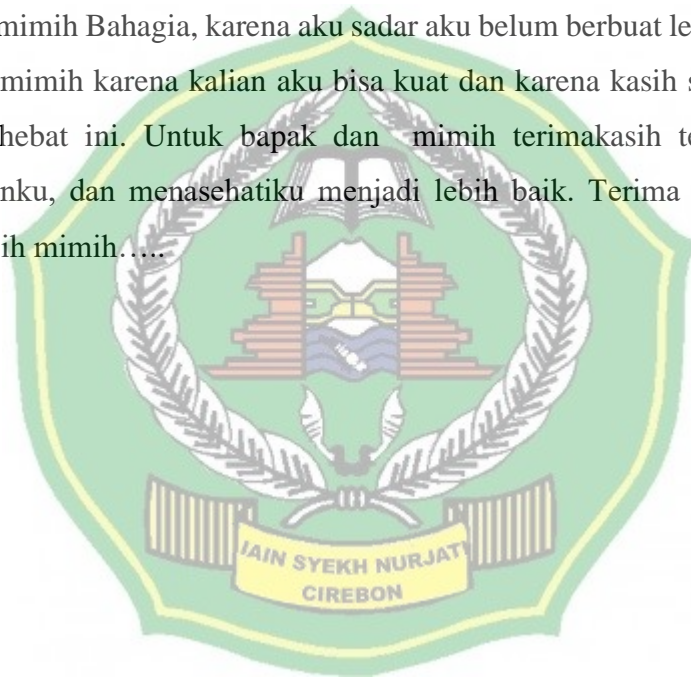 mimih Bahagia, karena aku sadar aku belum berbuat le
mimih karena kalian aku bisa kuat dan karena kasih s
hebat ini. Untuk bapak dan mimih terimakasih te
nku, dan menasehatiku menjadi lebih baik. Terima
ih mimih…..
IAIN SYEKH NURJATI
CIREBON